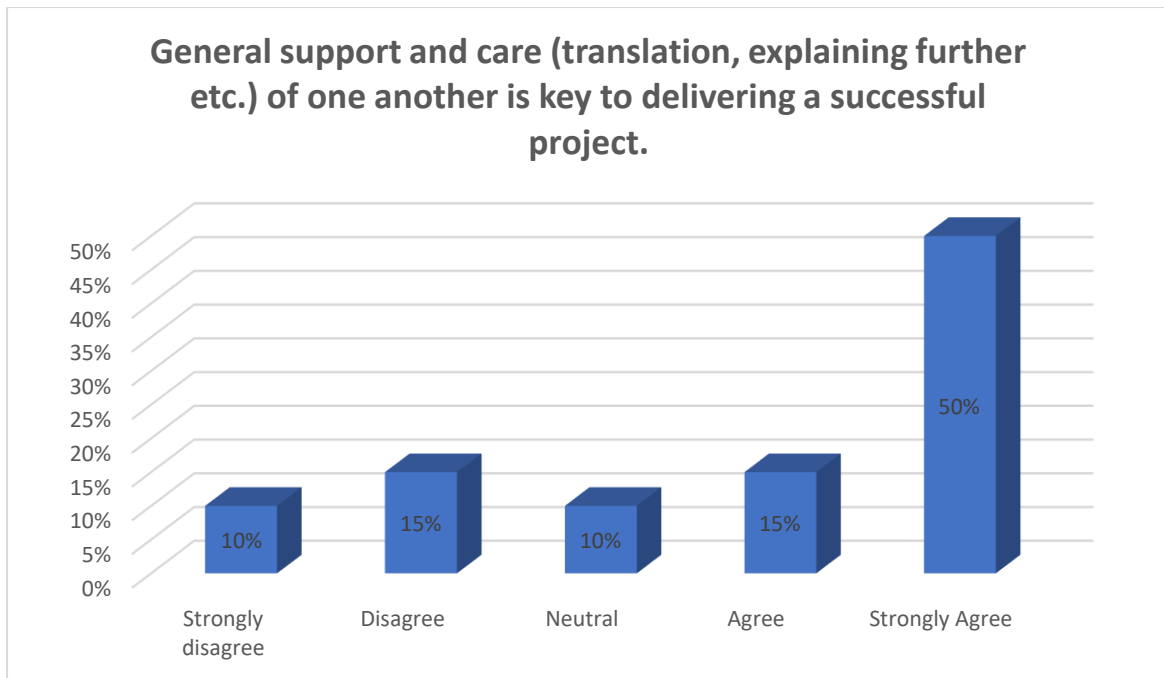 General support and care (translation, explaining further
etc.) of one another is key to delivering a successful
project.
50%
45%
40%
35%
30%
25%
20%
15%
10%
5%
0%
10%
15%
10%
15%
50%
Strongly
disagree
Disagree
Neutral
Agree
Strongly Agree